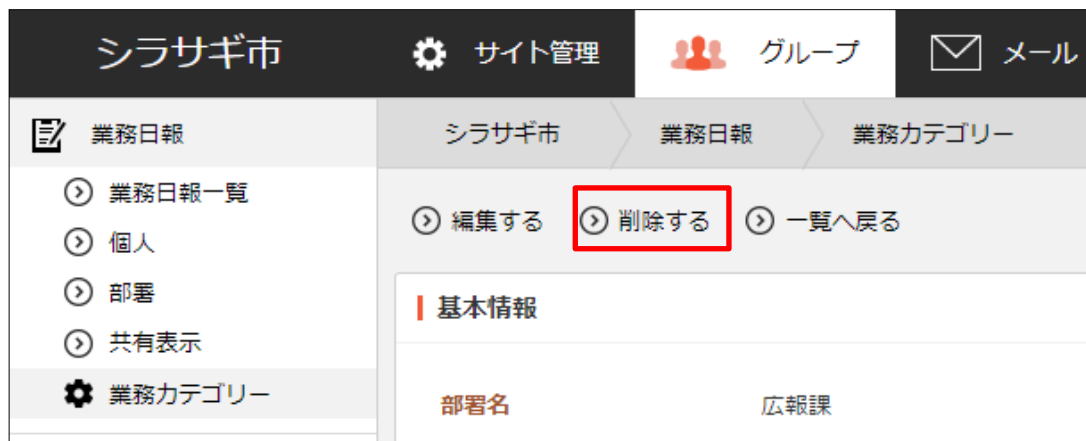 シラサギ市 サイト管理 グループ メール
業務日報
業務日報一覧
個人
部署
共有表示
業務カテゴリー
シラサギ市 業務日報 業務カテゴリー
編集する 削除する 一覧へ戻る
基本情報
部署名 広報課